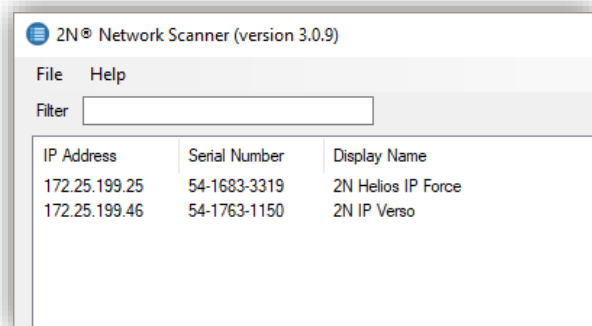 2N® Network Scanner (version 3.0.9)
File Help
Filter
IP Address Serial Number Display Name
172.25.199.25 54-1683-3319 2N Helios IP Force
172.25.199.46 54-1763-1150 2N IP Verso